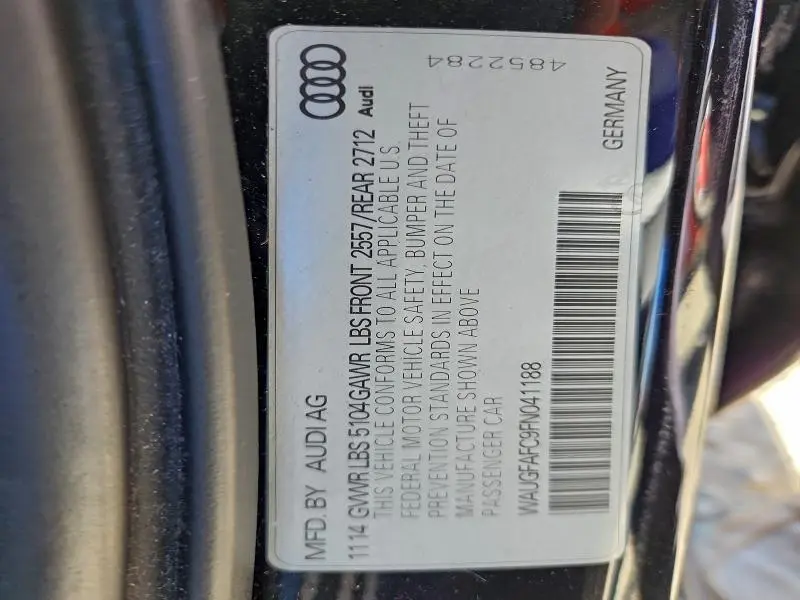 MFD. BY AUDI AG
Audi
11 14 GVWR LBS 5104 GAWR LBS FRONT 2557/REAR 2712
THIS VEHICLE CONFORMS TO ALL APPLICABLE U.S.
FEDERAL MOTOR VEHICLE SAFETY, BUMPER AND THEFT
PREVENTION STANDARDS IN EFFECT ON THE DATE OF
MANUFACTURE SHOWN ABOVE
PASSENGER CAR
WAUGFAFC9FN041188
GERMANY
4852284